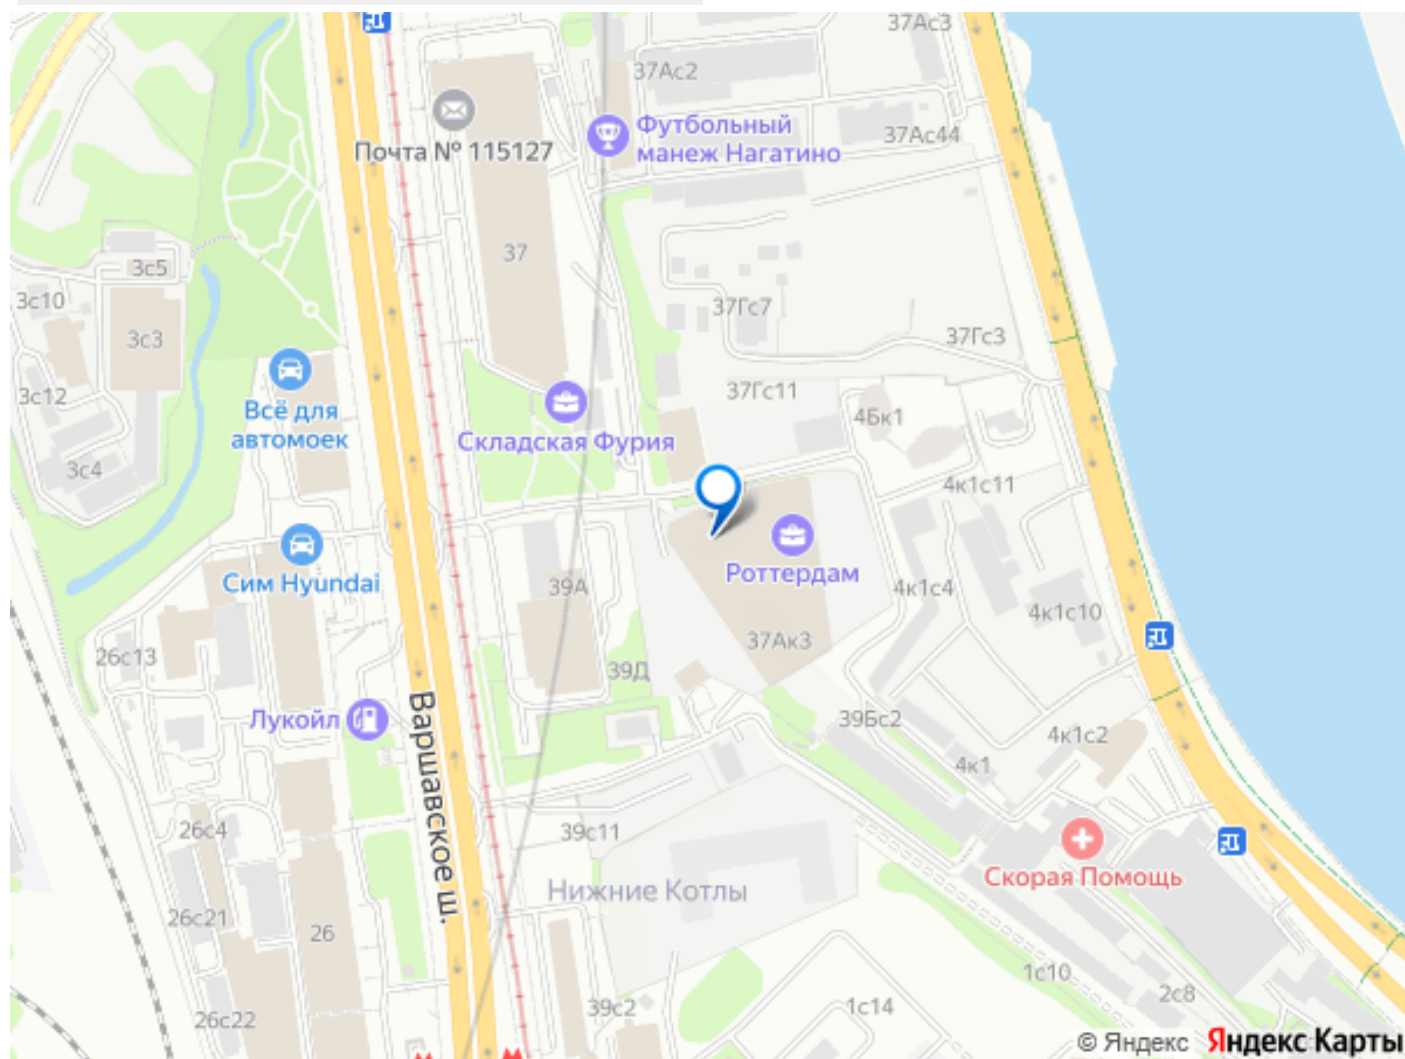 37Ас3
37Ас2
Почта № 115127
Футбольный
манеж Нагатино
37Ас44
37
3с5
3с10
3с3
37Гс7
37Гс3
3с12
Всё для
автомоек
37Гс11
4Бк1
Складская Фурия
3с4
4к1с11
Сим Hyundai
39А
Роттердам
4к1с4
4к1с10
37Ак3
26с13
39Д
Лукойл
Варшавское ш.
39Бс2
4к1с2
4к1
26с4
39с11
Скорая Помощь
Нижние Котлы
26с21
26
1с10
2с8
26с22
39с2
1с14
© Яндекс Яндекс Карты